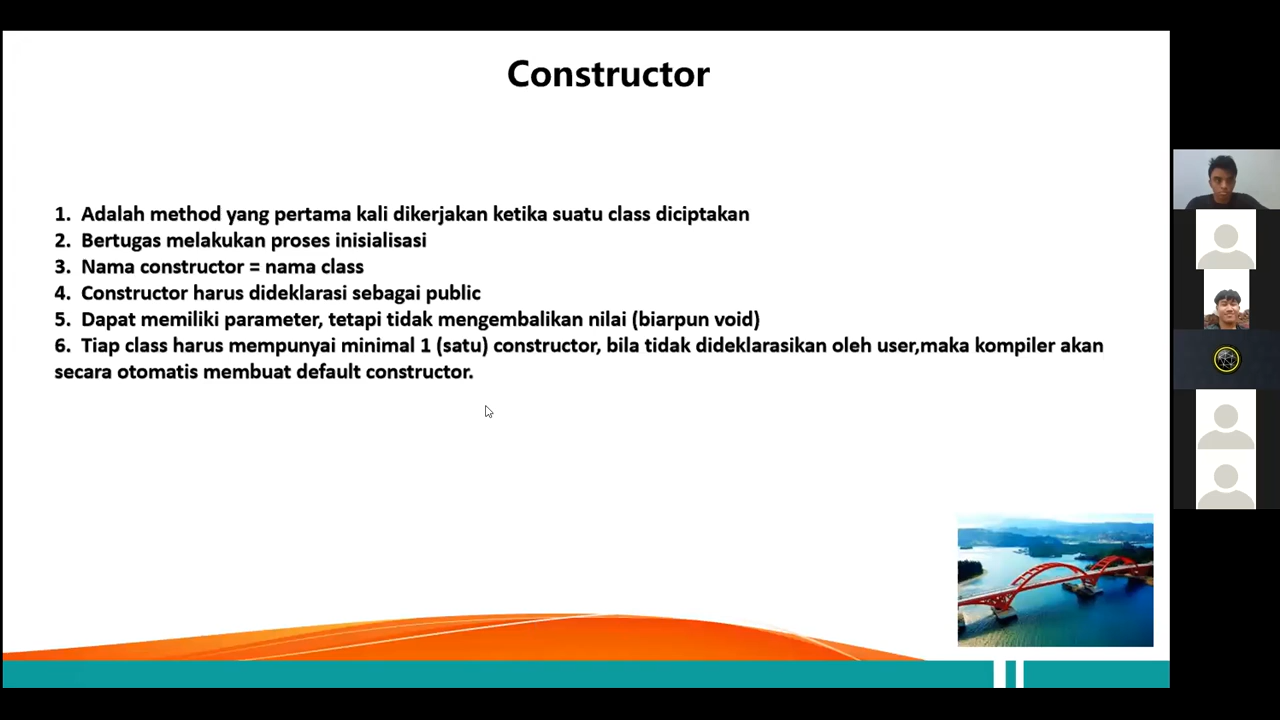 Constructor
1. Adalah method yang pertama kali dikerjakan ketika suatu class diciptakan
2. Bertugas melakukan proses inisialisasi
3. Nama constructor = nama class
4. Constructor harus dideklarasi sebagai public
5. Dapat memiliki parameter, tetapi tidak mengembalikan nilai (biarpun void)
6. Tiap class harus mempunyai minimal 1 (satu) constructor, bila tidak dideklarasikan oleh user,maka kompiler akan
secara otomatis membuat default constructor.